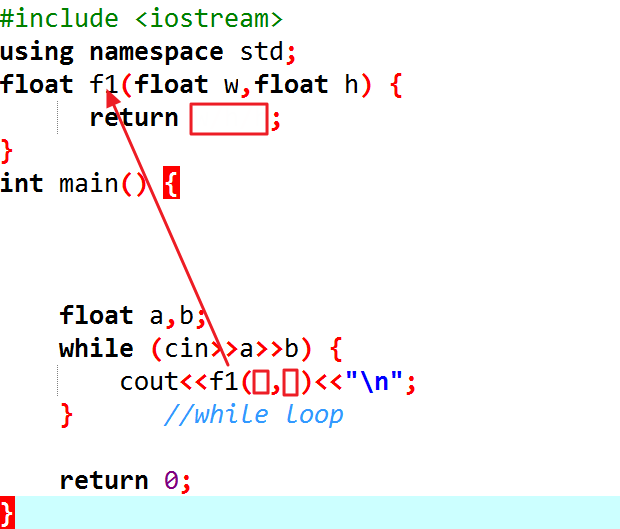 #include <iostream>
using namespace std;
float f1(float w,float h) {
return ;
}
int main() {
float a,b;
while (cin>>a>>b) {
cout<<f1( , )<<"\n";
} //while loop
return 0;
}